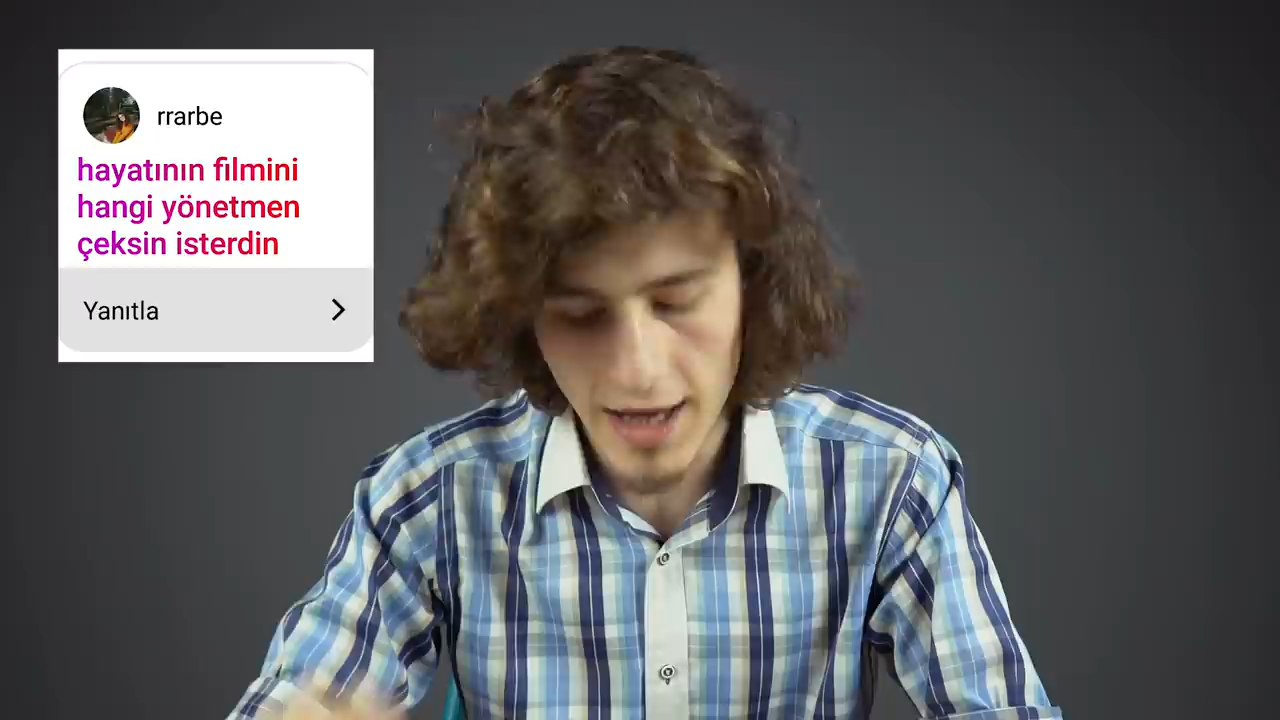 rrarbe
hayatının filmini
hangi yönetmen
çeksin isterdin
Yanıtla